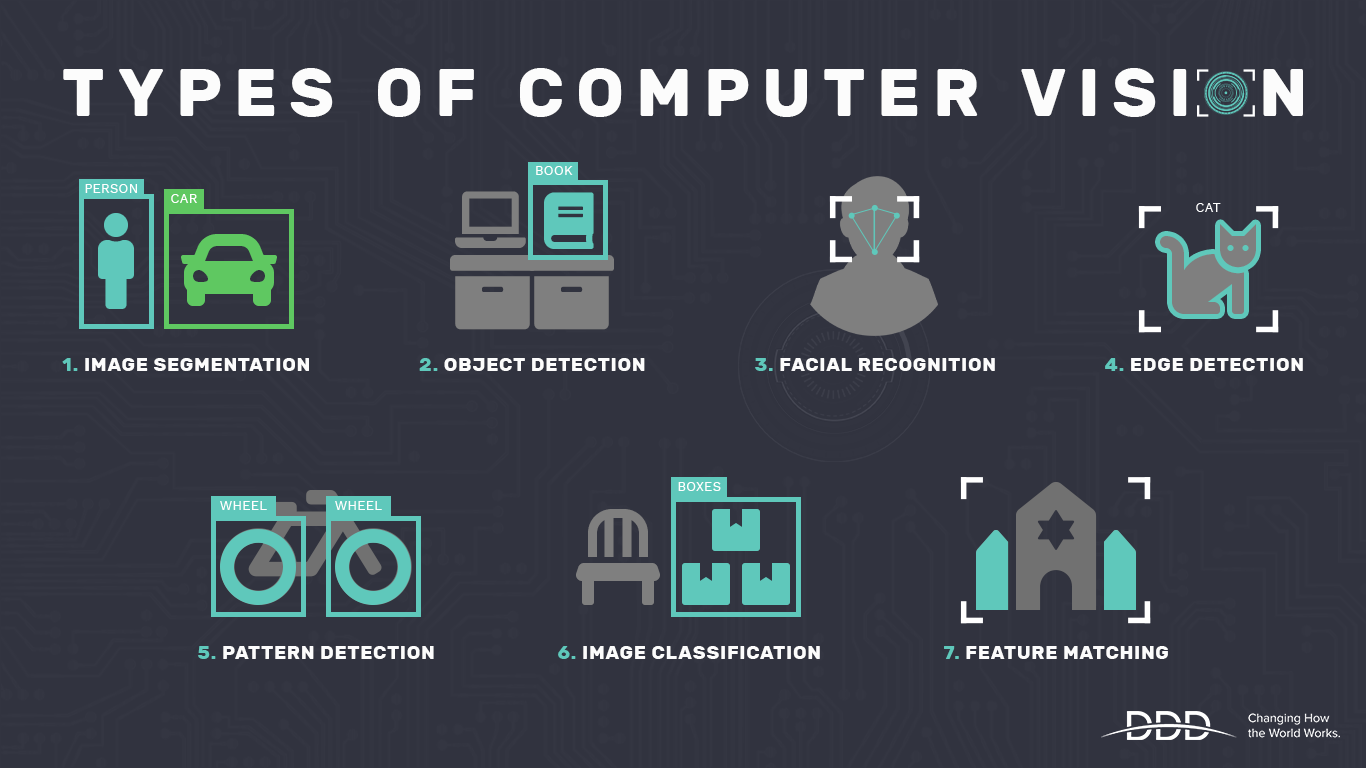 TYPES OF COMPUTER VISION
PERSON
CAR
BOOK
CAT
1. IMAGE SEGMENTATION
2. OBJECT DETECTION
3. FACIAL RECOGNITION
4. EDGE DETECTION
WHEEL
WHEEL
BOXES
5. PATTERN DETECTION
6. IMAGE CLASSIFICATION
7. FEATURE MATCHING
DDD
Changing How
the World Works.